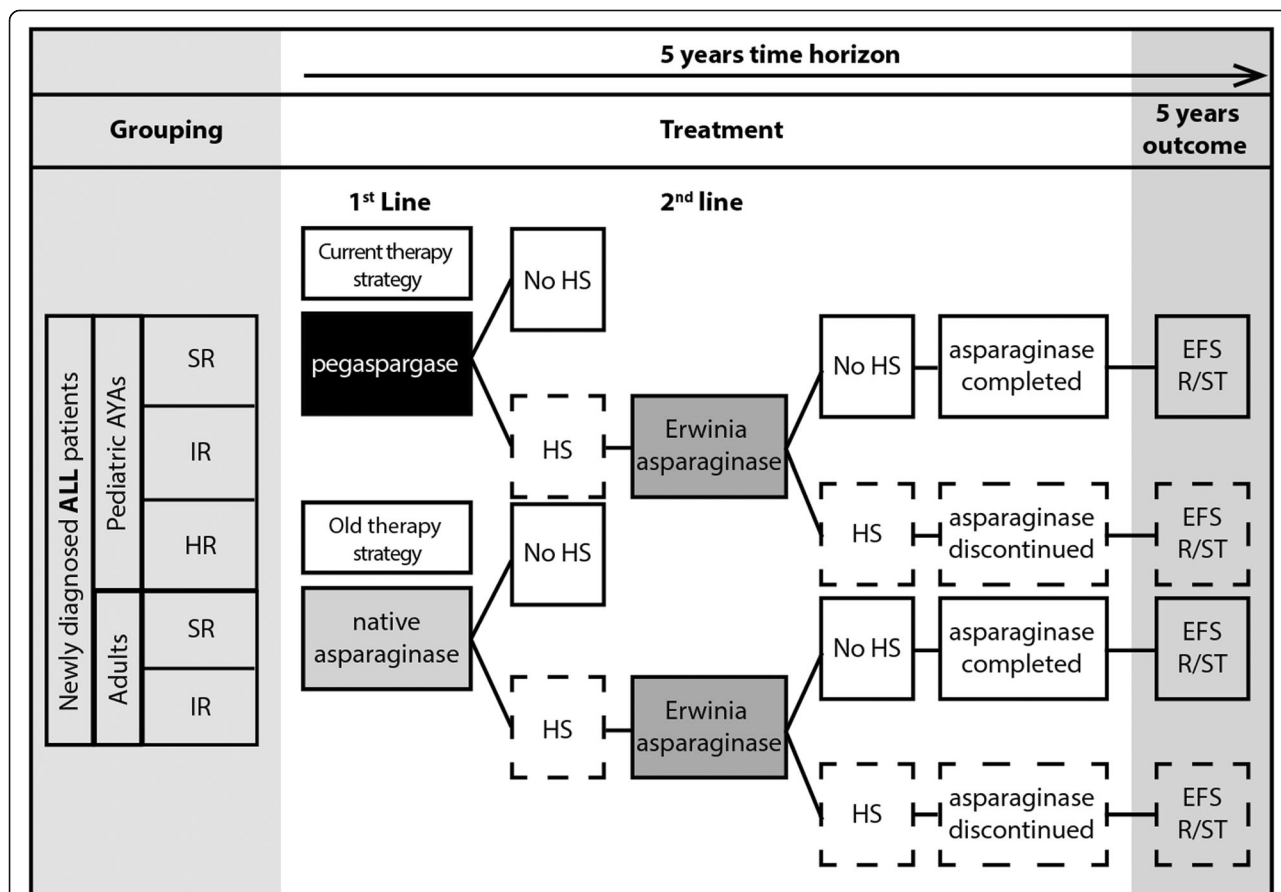 5 years time horizon
Grouping
Treatment
5 years
outcome
1st Line
2nd line
Newly diagnosed ALL patients
Pediatric AYAs
SR
IR
HR
Adults
SR
IR
Current therapy
strategy
pegaspargase
No HS
HS
Erwinia
asparaginase
No HS
asparaginase
completed
EFS
R/ST
HS
asparaginase
discontinued
EFS
R/ST
Old therapy
strategy
native
asparaginase
No HS
HS
Erwinia
asparaginase
No HS
asparaginase
completed
EFS
R/ST
HS
asparaginase
discontinued
EFS
R/ST